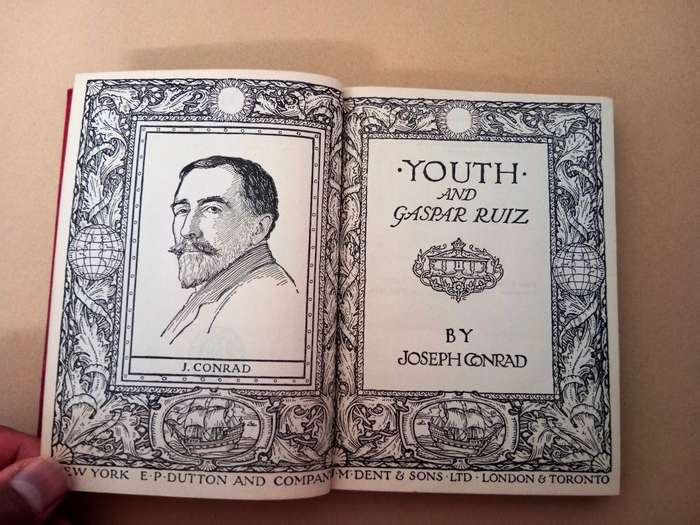 J. CONRAD
EW YORK E·P·DUTTON AND COMPAN
·YOUTH·
AND
GASPAR RUIZ
BY
JOSEPH CONRAD
·M·DENT & SONS·LTD·LONDON & TORONTO